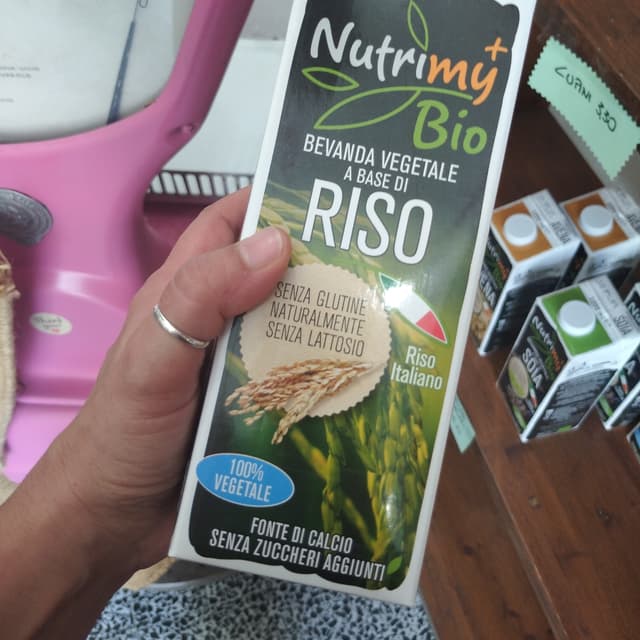 Nutrimy+
Bio
BEVANDA VEGETALE
A BASE DI
RISO
SENZA GLUTINE
NATURALMENTE
SENZA LATTOSIO
Riso
Italiano
100%
VEGETALE
FONTE DI CALCIO
SENZA ZUCCHERI AGGIUNTI
Nutrimy
SOIA